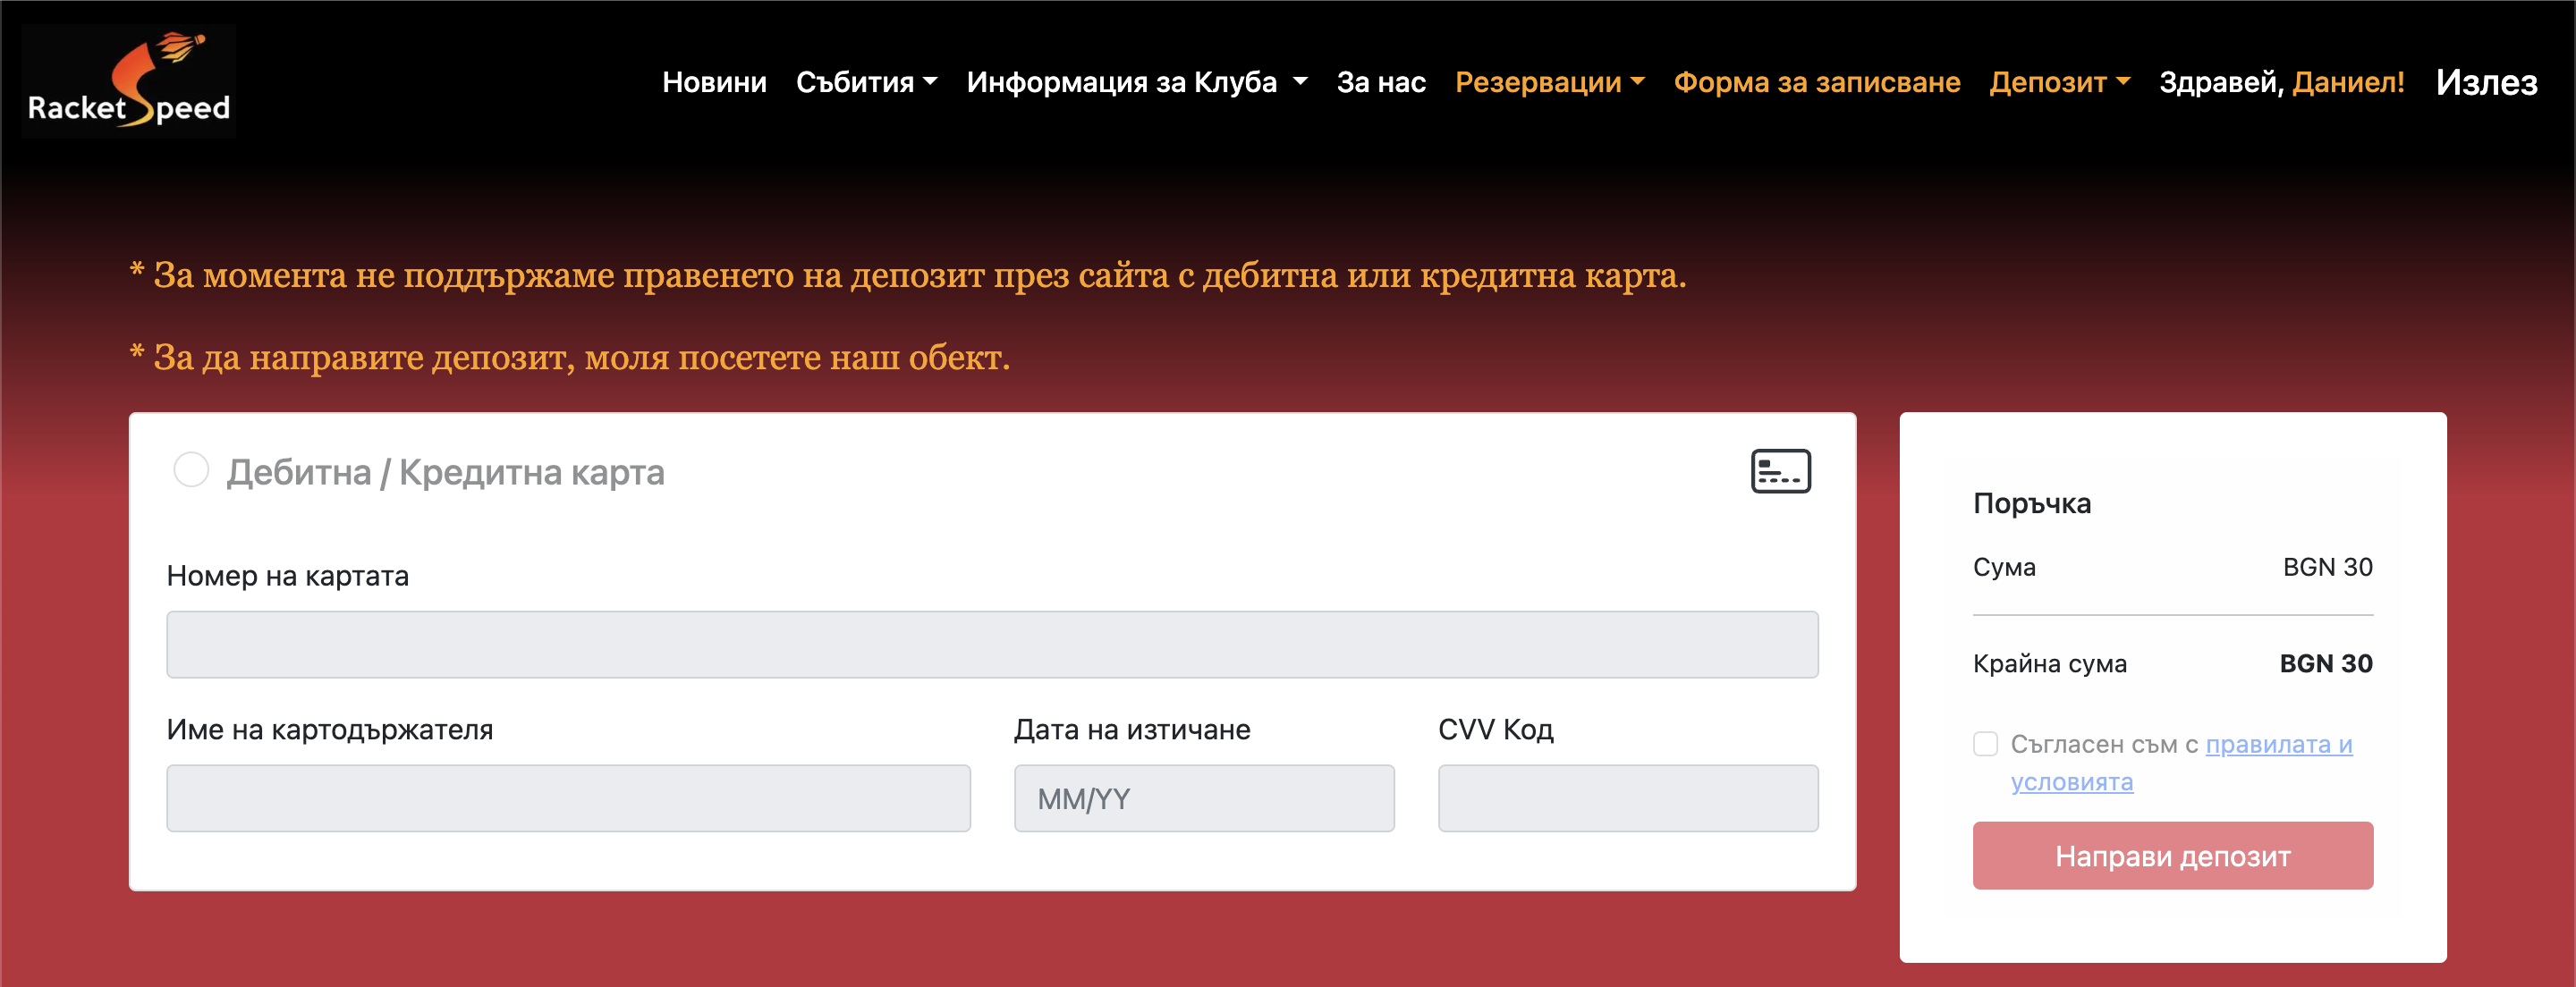 RacketSpeed
Новини Събития Информация за Клуба За нас Резервации Форма за записване Депозит Здравей, Даниел! Излез
* За момента не поддържаме правенето на депозит през сайта с дебитна или кредитна карта.
* За да направите депозит, моля посетете наш обект.
Дебитна / Кредитна карта
Номер на картата
Име на картодържателя
Дата на изтичане
CVV Код
MM/YY
Поръчка
Сума BGN 30
Крайна сума BGN 30
Съгласен съм с правилата и
условията
Направи депозит